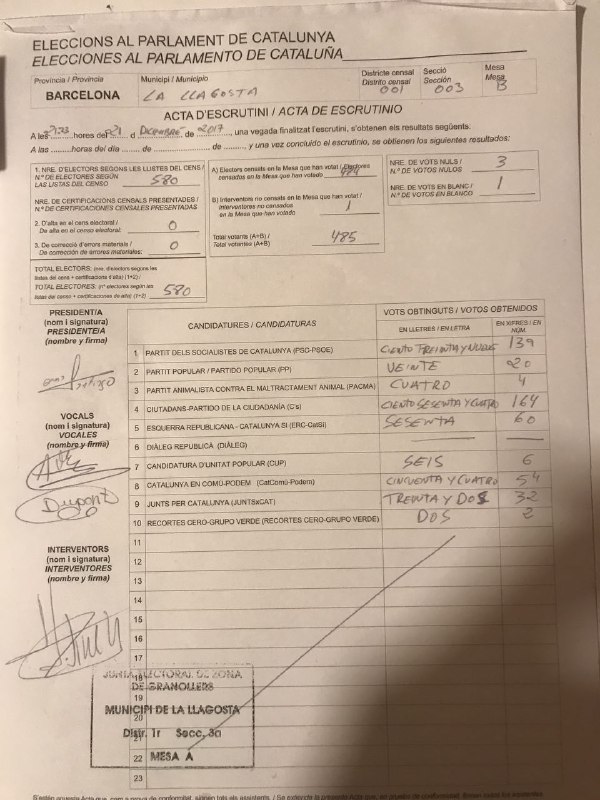 ELECCIONS AL PARLAMENT DE CATALUNYA
ELECCIONES AL PARLAMENTO DE CATALUÑA
Província / Provincia
BARCELONA
Municipi / Municipio
LA LLAGOSTA
Districte censal
Distrito censal
001
Secció
Sección
003
Mesa
Mesa
B
ACTA D'ESCRUTINI / ACTA DE ESCRUTINIO
A les hores del 21 d DICIEMBRE de 2017, una vegada finalitzat l'escrutini, s'obtenen els resultats següents.
A las ... horas del día ... de ... de ... y una vez concluido el escrutinio, se obtienen los siguientes resultados:
1. NRE. D'ELECTORS SEGONS LES LLISTES DEL CENS /
N.º DE ELECTORES SEGÚN
LAS LISTAS DEL CENSO
580
NRE. DE CERTIFICACIONS CENSALS PRESENTADES /
N.º DE CERTIFICACIONES CENSALES PRESENTADAS
2. D'alta en el cens electoral /
De alta en el censo electoral:
0
3. De correcció d'errors materials /
De corrección de errores materiales:
0
TOTAL ELECTORS: (nre. d'electors segons les
llistes del cens + certificacions d'alta) (1+2) /
TOTAL ELECTORES: (nº electores según las
listas del censo + certificaciones de alta) (1+2)
580
A) Electors censats en la Mesa que han votat / Electores
censados en la Mesa que han votado
484
B) Interventors no censats en la Mesa que han votat /
Interventores no censados
en la Mesa que han votado
1
Total votants (A+B) /
Total votantes (A+B)
485
NRE. DE VOTS NULS /
Nº DE VOTOS NULOS
3
NRE. DE VOTS EN BLANC /
N.º DE VOTOS EN BLANCO
1
PRESIDENT/A
(nom i signatura)
PRESIDENTE/A
(nombre y firma)
VOCALS
(nom i signatura)
VOCALES
(nombre y firma)
Dupont
INTERVENTORS
(nom i signatura)
INTERVENTORES
(nombre y firma)
CANDIDATURES / CANDIDATURAS
VOTS OBTINGUTS / VOTOS OBTENIDOS
EN LLETRES / EN LETRA
EN XIFRES / EN NÚM.
1 PARTIT DELS SOCIALISTES DE CATALUNYA (PSC-PSOE) CIENTO TREINTA Y NUEVE 139
2 PARTIT POPULAR / PARTIDO POPULAR (PP) VEINTE 20
3 PARTIT ANIMALISTA CONTRA EL MALTRACTAMENT ANIMAL (PACMA) CUATRO 4
4 CIUTADANS-PARTIDO DE LA CIUDADANÍA (C's) CIENTO SESENTA Y CUATRO 164
5 ESQUERRA REPUBLICANA - CATALUNYA SÍ (ERC-CatSí) SESENTA 60
6 DIÀLEG REPUBLICÀ (DIÀLEG)
7 CANDIDATURA D'UNITAT POPULAR (CUP) SEIS 6
8 CATALUNYA EN COMÚ-PODEM (CatComú-Podem) CINCUENTA Y CUATRO 54
9 JUNTS PER CATALUNYA (JUNTSxCAT) TREINTA Y DOS 32
10 RECORTES CERO-GRUPO VERDE (RECORTES CERO-GRUPO VERDE) DOS 2
11
12
13
14
15
16
17
18
19
20
21
22
23
JUNTA ELECTORAL DE ZONA
DE GRANOLLERS
MUNICIPI DE LA LLAGOSTA
Distr. 1r Secc. 3a
MESA A